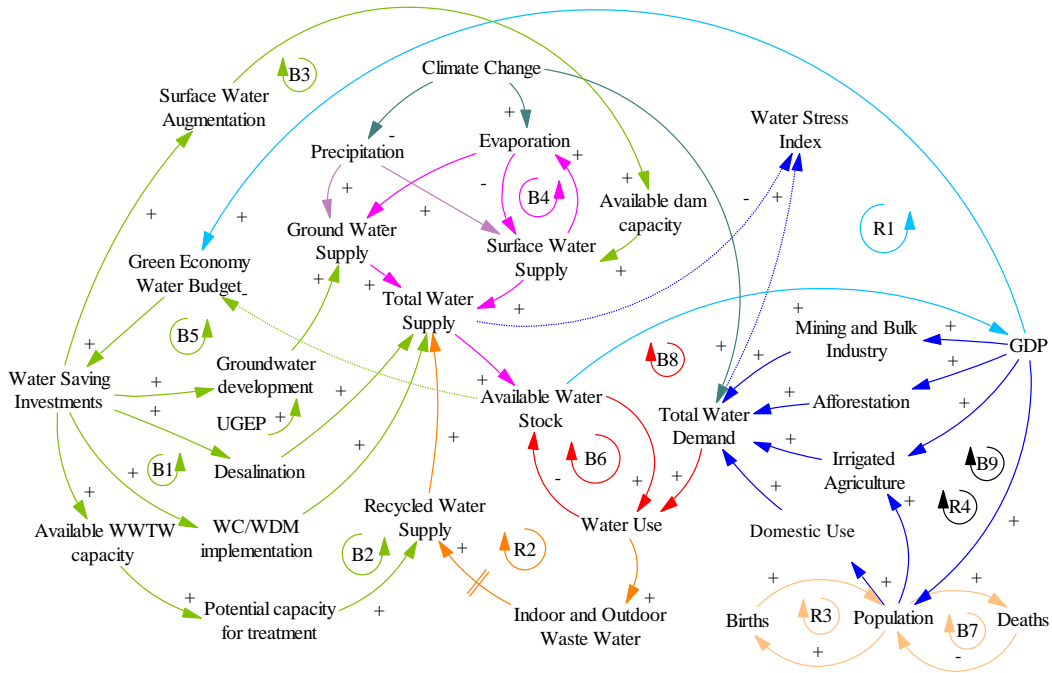 Climate Change
B3
Surface Water
Augmentation
+
-
Evaporation
Water Stress
Index
Precipitation
+
-
+
+
B4
+
Available dam
capacity
-
+
R1
+
+
Ground Water
Supply
-
Surface Water
Supply
+
Green Economy
Water Budget
-
+
+
Total Water
Supply
+
+
Mining and Bulk
Industry
+
GDP
B5
+
B8
+
+
+
Groundwater
development
Water Saving
Investments
+
+
Available Water
Stock
Total Water
Demand
+
Afforestation
+
UGEP
+
+
B1
+
Desalination
B6
+
Irrigated
Agriculture
B9
-
+
+
+
Recycled Water
Supply
R4
Available WWTW
capacity
WC/WDM
implementation
Water Use
Domestic Use
+
B2
+
R2
+
+
+
+
+
Potential capacity
for treatment
+
Indoor and Outdoor
Waste Water
+
Births
R3
Population
B7
Deaths
+
-